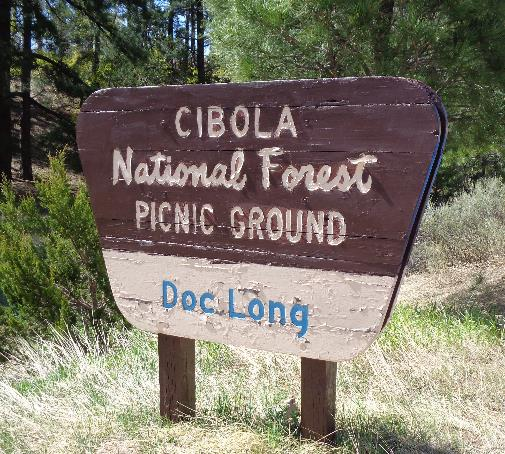 CIBOLA
National Forest
PICNIC GROUND
Doc Long